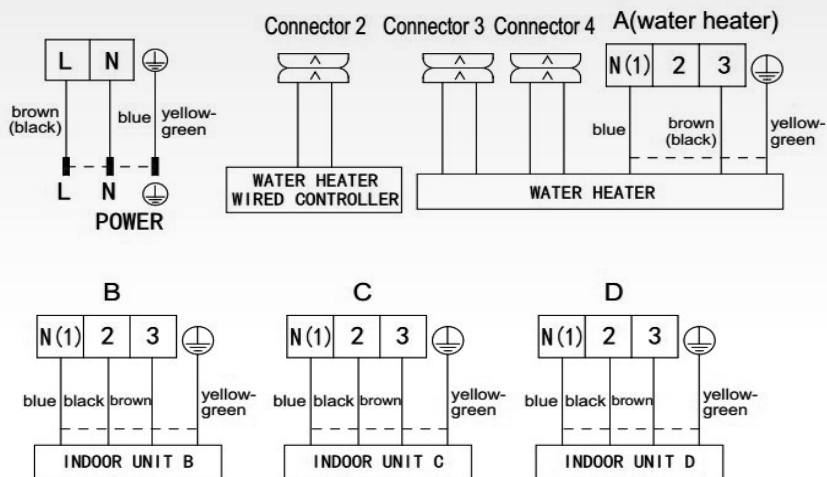 Connector 2 Connector 3 Connector 4 A(water heater)
L N
N(1) 2 3
brown
(black)
blue
yellow-
green
L N
POWER
WATER HEATER
WIRED CONTROLLER
blue
brown
(black)
yellow-
green
WATER HEATER
B
N(1) 2 3
blue black brown yellow-
green
INDOOR UNIT B
C
N(1) 2 3
blue black brown yellow-
green
INDOOR UNIT C
D
N(1) 2 3
blue black brown yellow-
green
INDOOR UNIT D